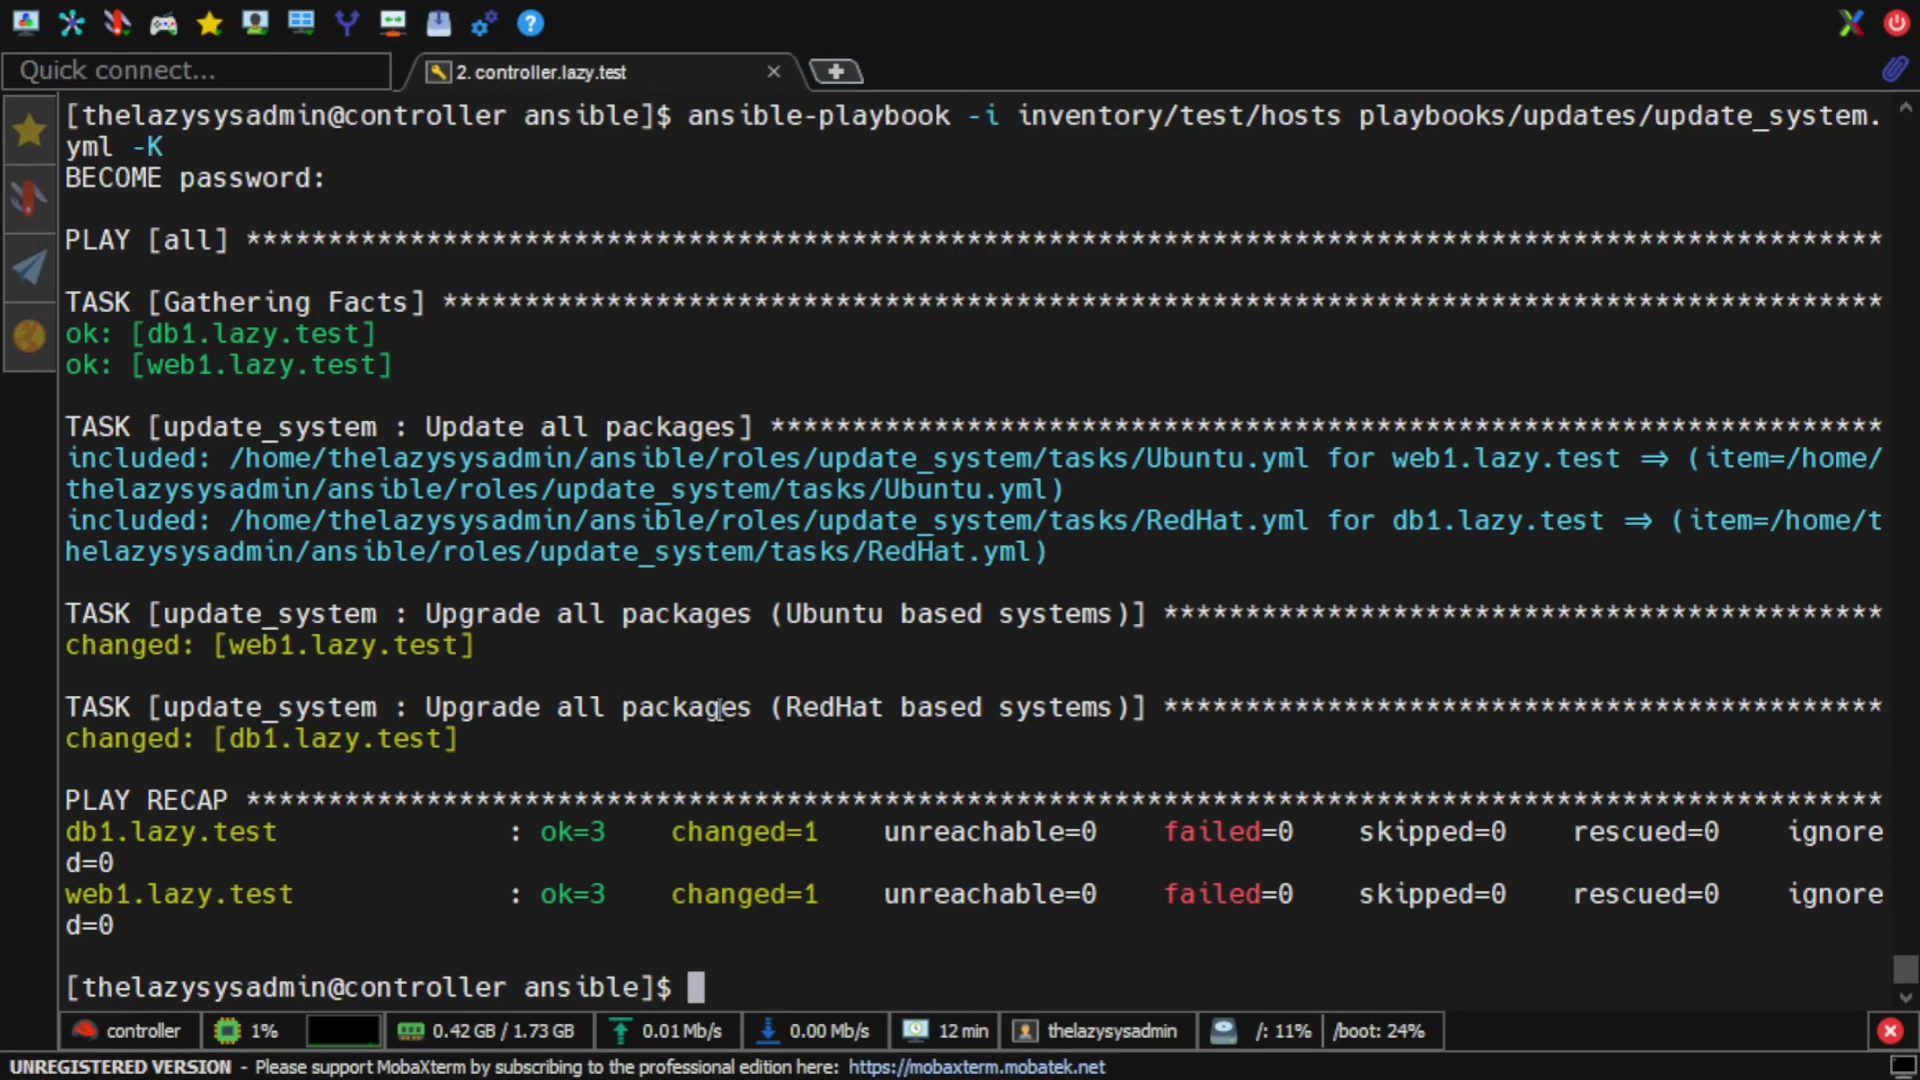 Quick connect...
2. controller.lazy.test
[thelazysysadmin@controller ansible]$ ansible-playbook -i inventory/test/hosts playbooks/updates/update_system.
yml -K
BECOME password:
PLAY [all] ****************************************************************************************************
TASK [Gathering Facts] ****************************************************************************************
ok: [db1.lazy.test]
ok: [web1.lazy.test]
TASK [update_system : Update all packages] ********************************************************************
included: /home/thelazysysadmin/ansible/roles/update_system/tasks/Ubuntu.yml for web1.lazy.test => (item=/home/
thelazysysadmin/ansible/roles/update_system/tasks/Ubuntu.yml)
included: /home/thelazysysadmin/ansible/roles/update_system/tasks/RedHat.yml for db1.lazy.test => (item=/home/t
helazysysadmin/ansible/roles/update_system/tasks/RedHat.yml)
TASK [update_system : Upgrade all packages (Ubuntu based systems)] ********************************************
changed: [web1.lazy.test]
TASK [update_system : Upgrade all packages (RedHat based systems)] ********************************************
changed: [db1.lazy.test]
PLAY RECAP ****************************************************************************************************
db1.lazy.test              : ok=3    changed=1    unreachable=0    failed=0    skipped=0    rescued=0    ignore
d=0
web1.lazy.test             : ok=3    changed=1    unreachable=0    failed=0    skipped=0    rescued=0    ignore
d=0
[thelazysysadmin@controller ansible]$
controller 1% 0.42 GB / 1.73 GB 0.01 Mb/s 0.00 Mb/s 12 min thelazysysadmin /: 11% /boot: 24%
UNREGISTERED VERSION - Please support MobaXterm by subscribing to the professional edition here: https://mobaxterm.mobatek.net